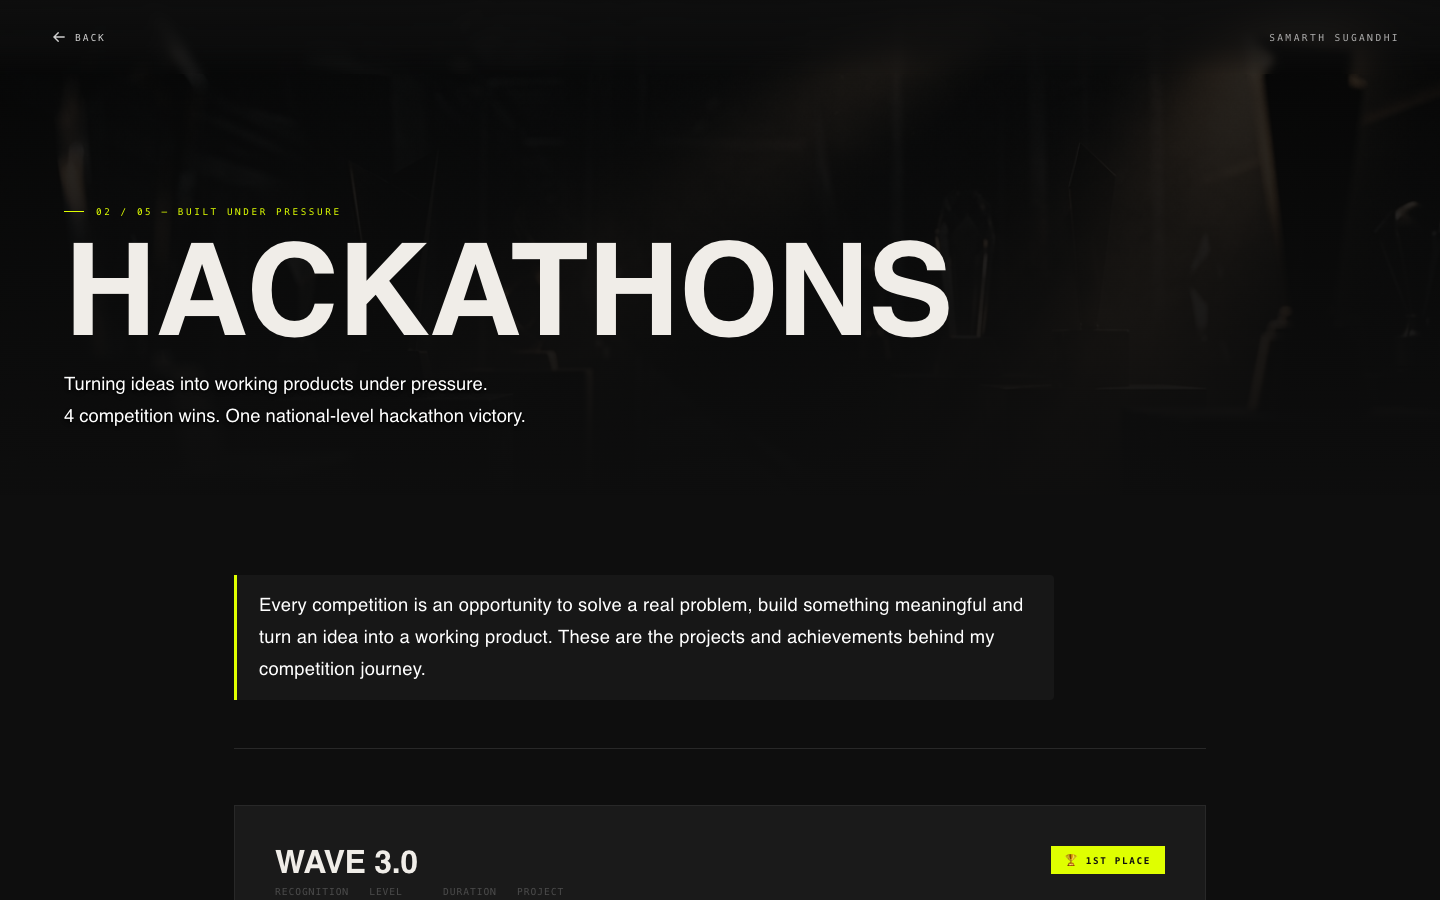 BACK
SAMARTH SUGANDHI
02 / 05 — BUILT UNDER PRESSURE
HACKATHONS
Turning ideas into working products under pressure.
4 competition wins. One national-level hackathon victory.
Every competition is an opportunity to solve a real problem, build something meaningful and
turn an idea into a working product. These are the projects and achievements behind my
competition journey.
WAVE 3.0
🏆 1ST PLACE
RECOGNITION LEVEL DURATION PROJECT